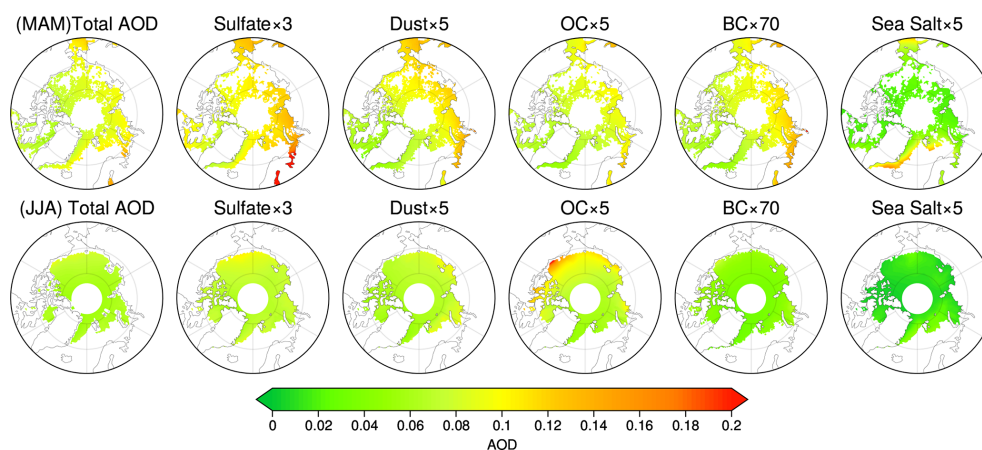 (MAM)Total AOD Sulfate×3 Dust×5 OC×5 BC×70 Sea Salt×5
(JJA) Total AOD Sulfate×3 Dust×5 OC×5 BC×70 Sea Salt×5
0 0.02 0.04 0.06 0.08 0.1 0.12 0.14 0.16 0.18 0.2
AOD